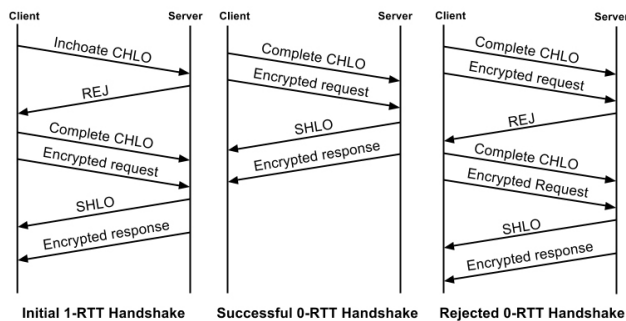 Client
Server
Inchoate CHLO
REJ
Complete CHLO
Encrypted request
SHLO
Encrypted response
Initial 1-RTT Handshake
Client
Server
Complete CHLO
Encrypted request
SHLO
Encrypted response
Successful 0-RTT Handshake
Client
Server
Complete CHLO
Encrypted request
REJ
Complete CHLO
Encrypted Request
SHLO
Encrypted response
Rejected 0-RTT Handshake